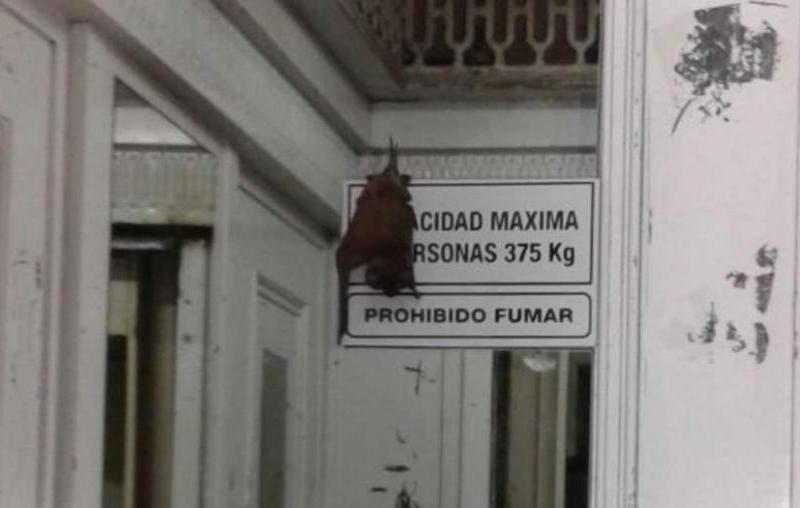 ACIDAD MAXIMA
RSONAS 375 Kg
PROHIBIDO FUMAR